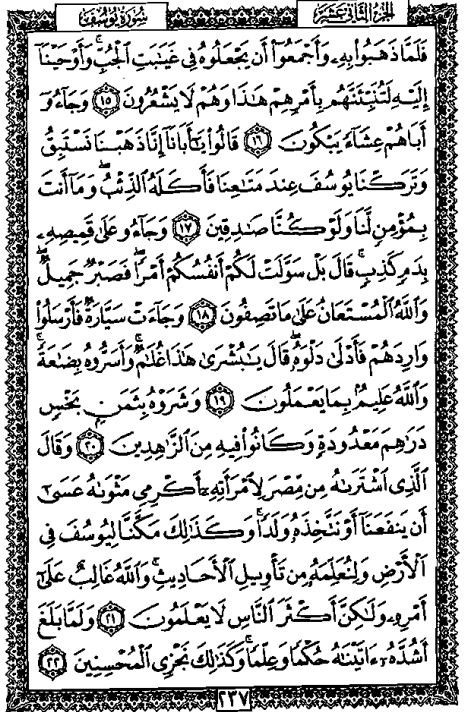 الجزء الثاني عشر
سورة يوسف
فَلَمَّا ذَهَبُوا۟ بِهِۦ وَأَجْمَعُوٓا۟ أَن يَجْعَلُوهُ فِى غَيَـٰبَتِ ٱلْجُبِّ ۚ وَأَوْحَيْنَآ
إِلَيْهِ لَتُنَبِّئَنَّهُم بِأَمْرِهِمْ هَـٰذَا وَهُمْ لَا يَشْعُرُونَ ١٥ وَجَآءُوٓ
أَبَاهُمْ عِشَآءً يَبْكُونَ ١٦ قَالُوا۟ يَـٰٓأَبَانَآ إِنَّا ذَهَبْنَا نَسْتَبِقُ
وَتَرَكْنَا يُوسُفَ عِندَ مَتَـٰعِنَا فَأَكَلَهُ ٱلذِّئْبُ ۖ وَمَآ أَنتَ
بِمُؤْمِنٍ لَّنَا وَلَوْ كُنَّا صَـٰدِقِينَ ١٧ وَجَآءُو عَلَىٰ قَمِيصِهِۦ
بِدَمٍ كَذِبٍ ۚ قَالَ بَلْ سَوَّلَتْ لَكُمْ أَنفُسُكُمْ أَمْرًا ۖ فَصَبْرٌ جَمِيلٌ ۖ
وَٱللَّهُ ٱلْمُسْتَعَانُ عَلَىٰ مَا تَصِفُونَ ١٨ وَجَآءَتْ سَيَّارَةٌ فَأَرْسَلُوا۟
وَارِدَهُمْ فَأَدْلَىٰ دَلْوَهُۥ ۖ قَالَ يَـٰبُشْرَىٰ هَـٰذَا غُلَـٰمٌ ۚ وَأَسَرُّوهُ بِضَـٰعَةً ۚ
وَٱللَّهُ عَلِيمٌۢ بِمَا يَعْمَلُونَ ١٩ وَشَرَوْهُ بِثَمَنٍۭ بَخْسٍ
دَرَٰهِمَ مَعْدُودَةٍ وَكَانُوا۟ فِيهِ مِنَ ٱلزَّٰهِدِينَ ٢٠ وَقَالَ
ٱلَّذِى ٱشْتَرَىٰهُ مِن مِّصْرَ لِٱمْرَأَتِهِۦٓ أَكْرِمِى مَثْوَىٰهُ عَسَىٰٓ
أَن يَنفَعَنَآ أَوْ نَتَّخِذَهُۥ وَلَدًا ۚ وَكَذَٰلِكَ مَكَّنَّا لِيُوسُفَ فِى
ٱلْأَرْضِ وَلِنُعَلِّمَهُۥ مِن تَأْوِيلِ ٱلْأَحَادِيثِ ۚ وَٱللَّهُ غَالِبٌ عَلَىٰٓ
أَمْرِهِۦ وَلَـٰكِنَّ أَكْثَرَ ٱلنَّاسِ لَا يَعْلَمُونَ ٢١ وَلَمَّا بَلَغَ
أَشُدَّهُۥٓ ءَاتَيْنَـٰهُ حُكْمًا وَعِلْمًا ۚ وَكَذَٰلِكَ نَجْزِى ٱلْمُحْسِنِينَ ٢٢
٢٣٧